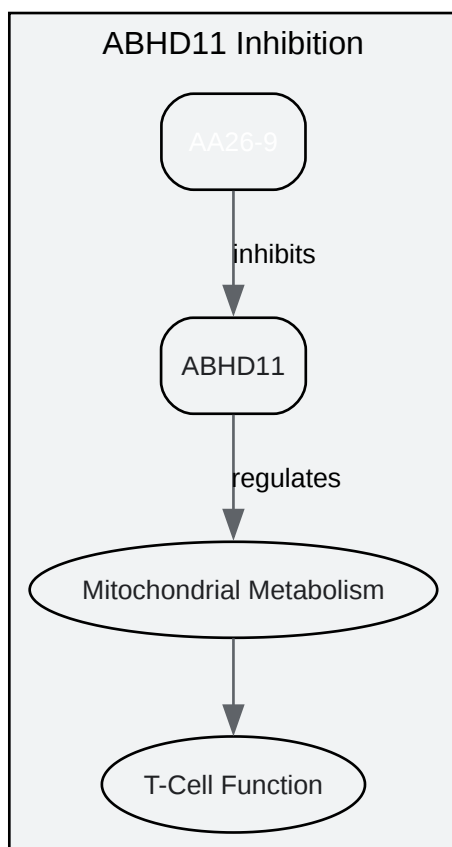 ABHD11 Inhibition
AA26-9
inhibits
ABHD11
regulates
Mitochondrial Metabolism
T-Cell Function